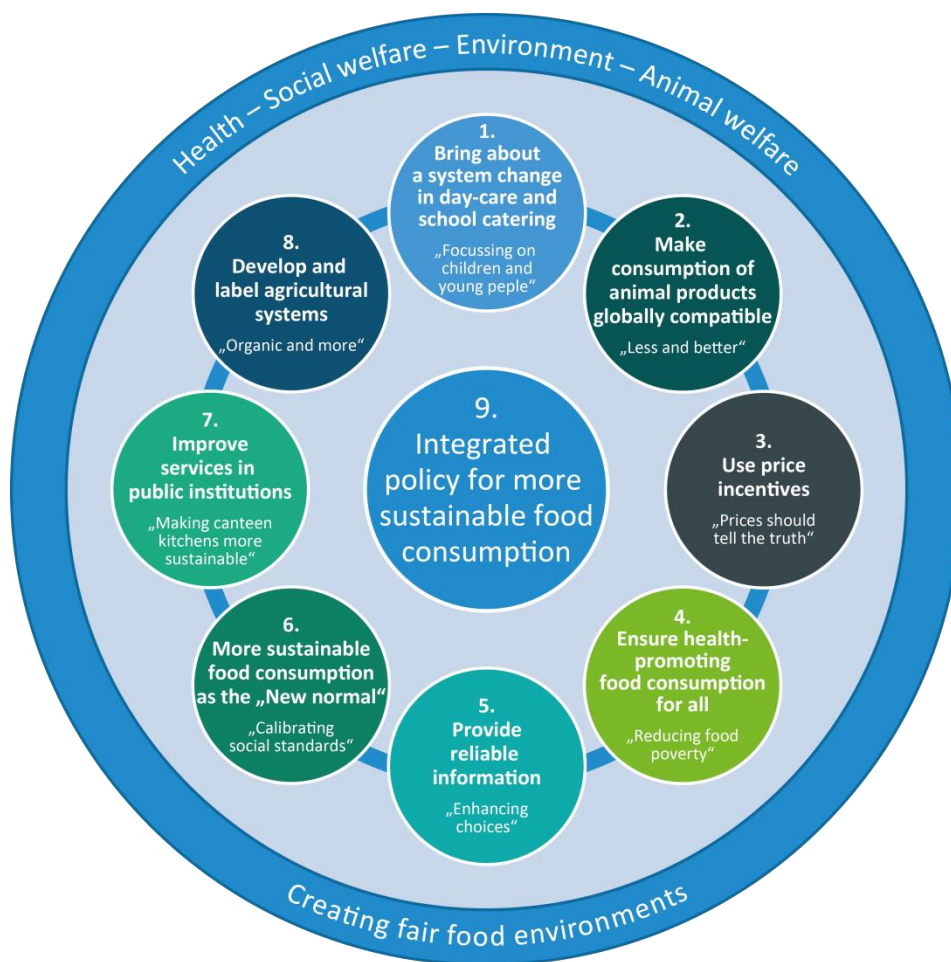 Health – Social welfare – Environment – Animal welfare
1.
Bring about
a system change
in day-care and
school catering
„Focussing on
children and
young peple“
2.
Make
consumption of
animal products
globally compatible
„Less and better“
3.
Use price
incentives
„Prices should
tell the truth“
4.
Ensure health-
promoting
food consumption
for all
„Reducing food
poverty“
5.
Provide
reliable
information
„Enhancing
choices“
6.
More sustainable
food consumption
as the „New normal“
„Calibrating
social standards“
7.
Improve
services in
public institutions
„Making canteen
kitchens more
sustainable“
8.
Develop and
label agricultural
systems
„Organic and more“
9.
Integrated
policy for more
sustainable food
consumption
Creating fair food environments